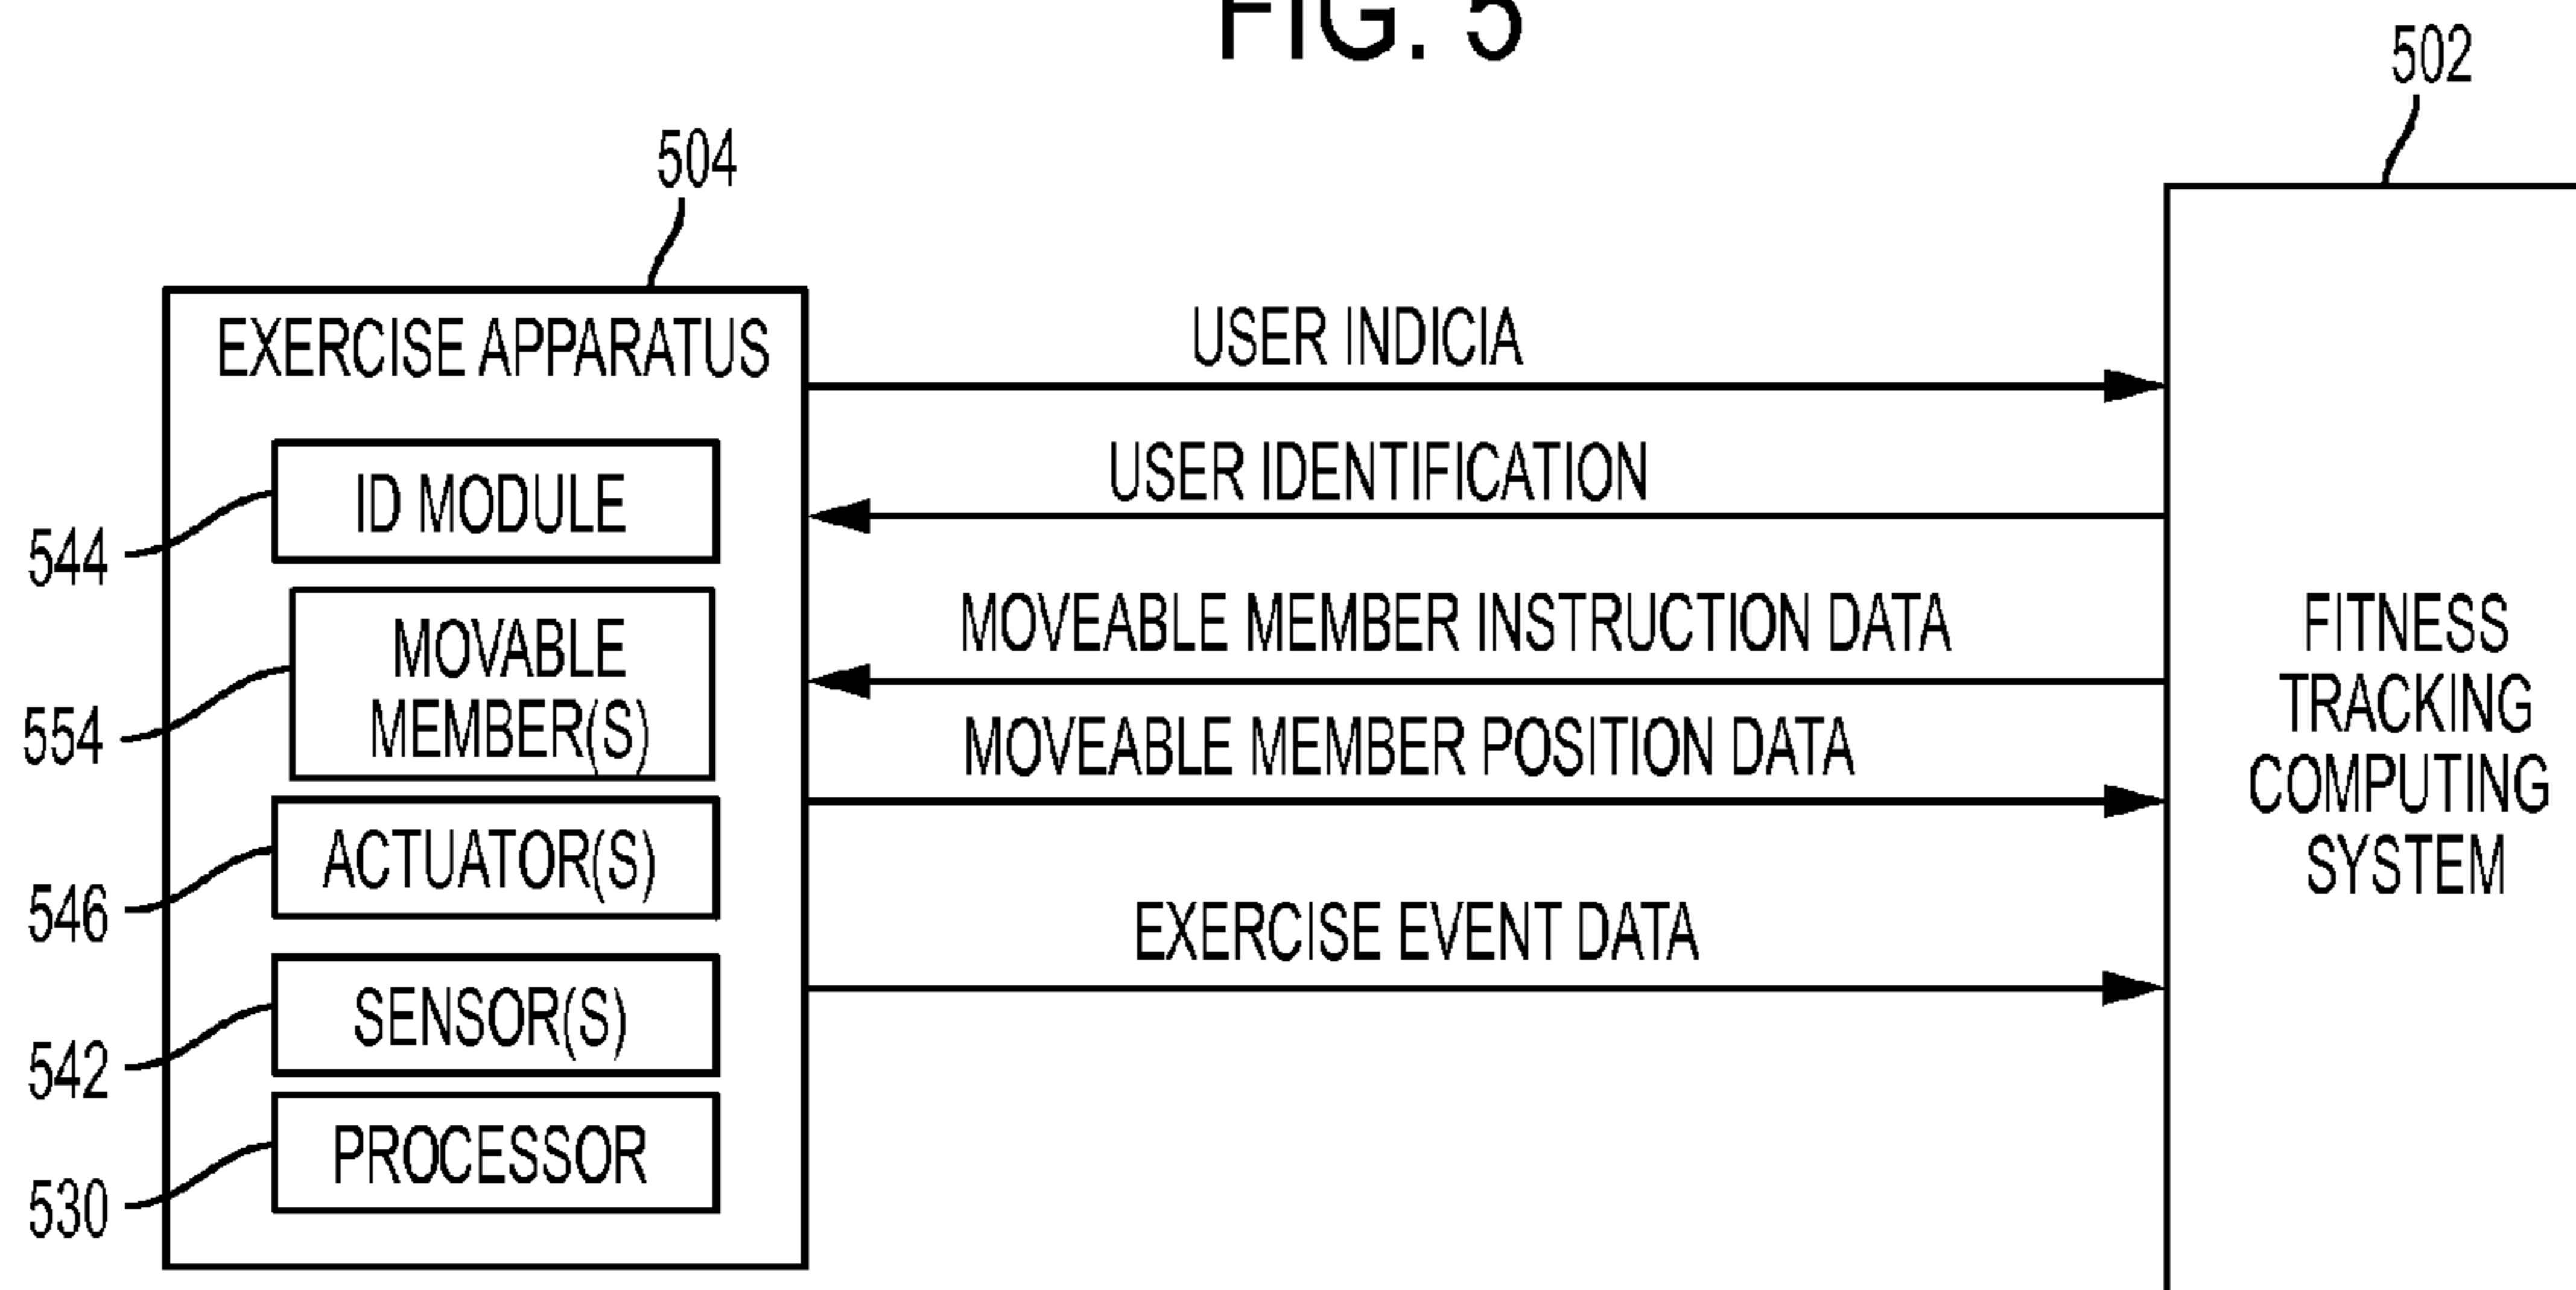 FIG. 5
502
504
EXERCISE APPARATUS
ID MODULE
544
MOVABLE
MEMBER(S)
554
ACTUATOR(S)
546
SENSOR(S)
542
PROCESSOR
530
USER INDICIA
USER IDENTIFICATION
MOVEABLE MEMBER INSTRUCTION DATA
MOVEABLE MEMBER POSITION DATA
EXERCISE EVENT DATA
FITNESS
TRACKING
COMPUTING
SYSTEM